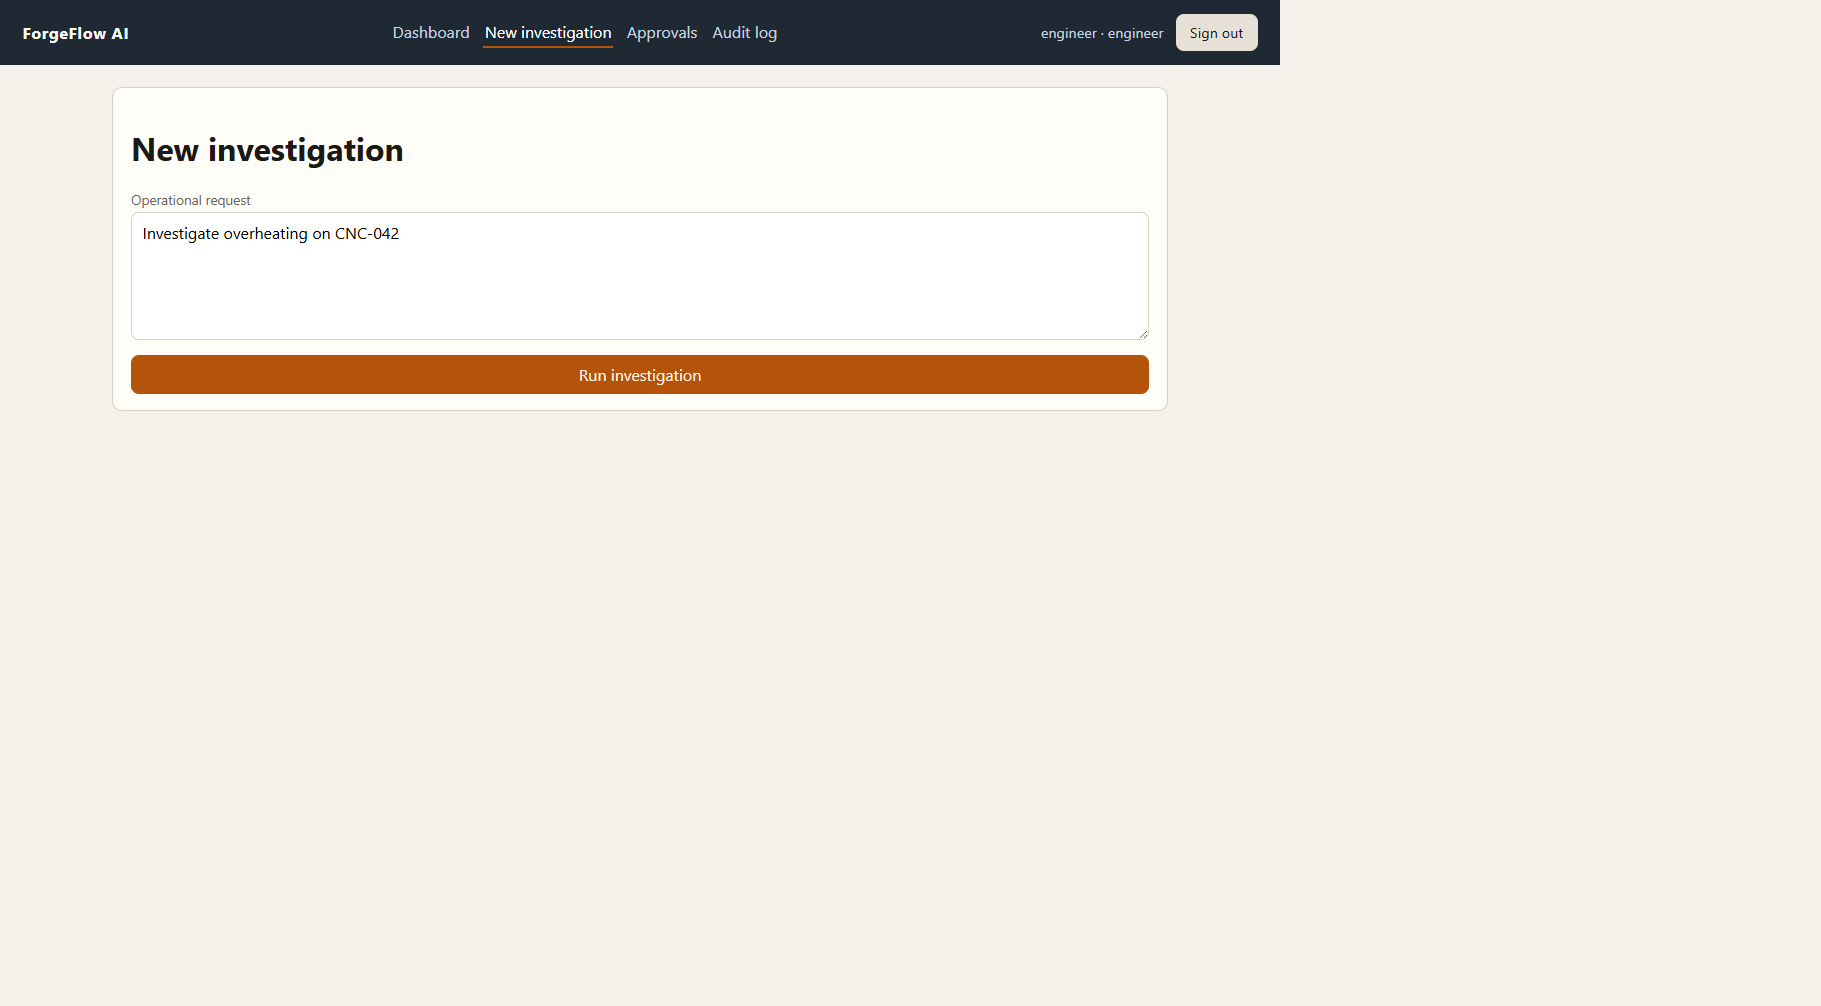 ForgeFlow AI Dashboard New investigation Approvals Audit log engineer · engineer Sign out
New investigation
Operational request
Investigate overheating on CNC-042
Run investigation